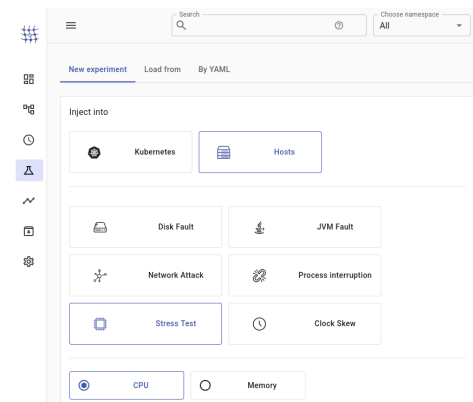 Search
Choose namespace
All
New experiment
Load from
By YAML
Inject into
Kubernetes
Hosts
Disk Fault
JVM Fault
Network Attack
Process interruption
Stress Test
Clock Skew
CPU
Memory